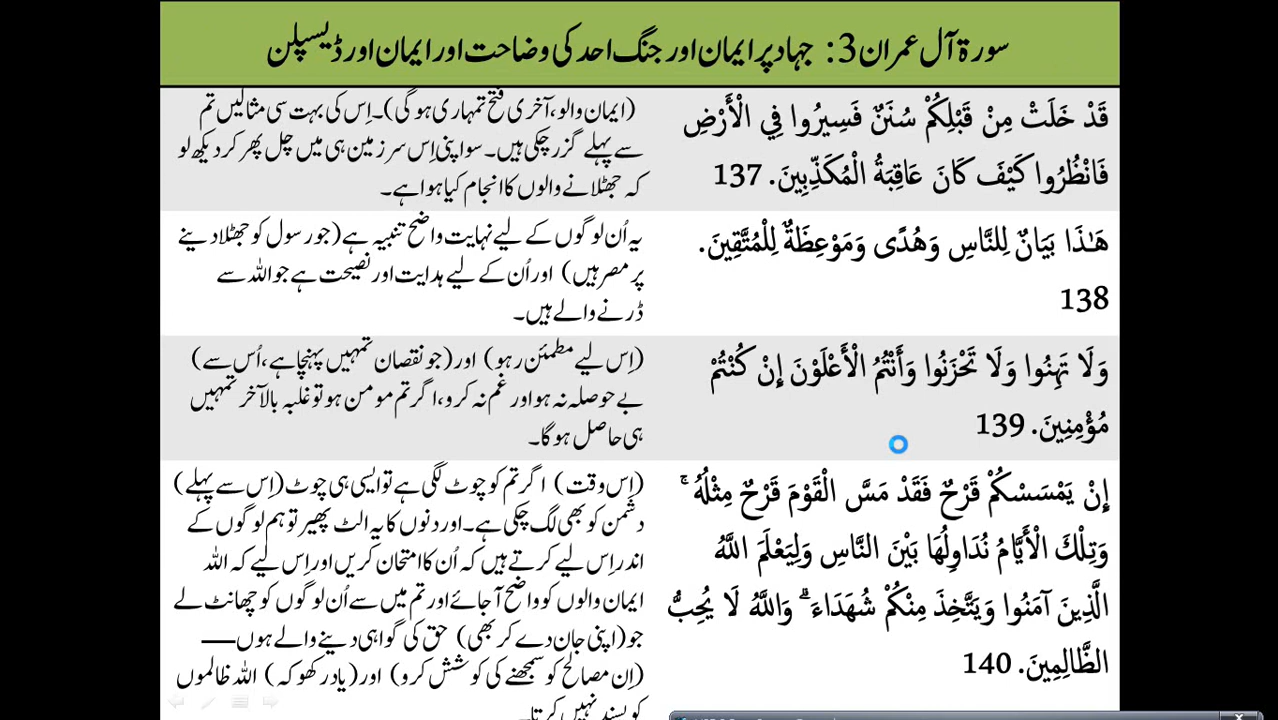 سورۃ آل عمران 3: جہاد پر ایمان اور جنگ احد کی وضاحت اور ایمان اور ڈیسپلن
قَدْ خَلَتْ مِنْ قَبْلِكُمْ سُنَنٌ فَسِيرُوا فِي الْأَرْضِ
فَانْظُرُوا كَيْفَ كَانَ عَاقِبَةُ الْمُكَذِّبِينَ. 137
(ایمان والو، آخری فتح تمہاری ہو گی)۔ اِس کی بہت سی مثالیں تم
سے پہلے گزر چکی ہیں۔ سو اپنی اِس سرزمین ہی میں چل پھر کر دیکھ لو
کہ جھٹلانے والوں کا انجام کیا ہوا ہے۔
هَـٰذَا بَيَانٌ لِلنَّاسِ وَهُدًى وَمَوْعِظَةٌ لِلْمُتَّقِينَ.
138
یہ اُن لوگوں کے لیے نہایت واضح تنبیہ ہے (جو رسول کو جھٹلا دینے
پر مصر ہیں) اور اُن کے لیے ہدایت اور نصیحت ہے جو اللہ سے
ڈرنے والے ہیں۔
وَلَا تَهِنُوا وَلَا تَحْزَنُوا وَأَنْتُمُ الْأَعْلَوْنَ إِنْ كُنْتُمْ
مُؤْمِنِينَ. 139
(اِس لیے مطمئن رہو) اور (جو نقصان تمہیں پہنچا ہے، اُس سے)
بے حوصلہ نہ ہو اور غم نہ کرو، اگر تم مومن ہو تو غلبہ بالآخر تمہیں
ہی حاصل ہو گا۔
إِنْ يَمْسَسْكُمْ قَرْحٌ فَقَدْ مَسَّ الْقَوْمَ قَرْحٌ مِثْلُهُ ۚ
وَتِلْكَ الْأَيَّامُ نُدَاوِلُهَا بَيْنَ النَّاسِ وَلِيَعْلَمَ اللَّهُ
الَّذِينَ آمَنُوا وَيَتَّخِذَ مِنْكُمْ شُهَدَاءَ ۗ وَاللَّهُ لَا يُحِبُّ
الظَّالِمِينَ. 140
(اِس وقت) اگر تم کو چوٹ لگی ہے تو ایسی ہی چوٹ (اِس سے پہلے)
دشمن کو بھی لگ چکی ہے۔ اور دنوں کا یہ الٹ پھیر تو ہم لوگوں کے
اندر اِس لیے کرتے ہیں کہ اُن کا امتحان کریں اور اِس لیے کہ اللہ
ایمان والوں کو واضح آ جائے اور تم میں سے اُن لوگوں کو چھانٹ لے
جو (اپنی جان دے کر بھی) حق کی گواہی دینے والے ہوں ——
(اِن مصالح کو سمجھنے کی کوشش کرو) اور (یاد رکھو کہ) اللہ ظالموں
کو پسند نہیں کرتا۔